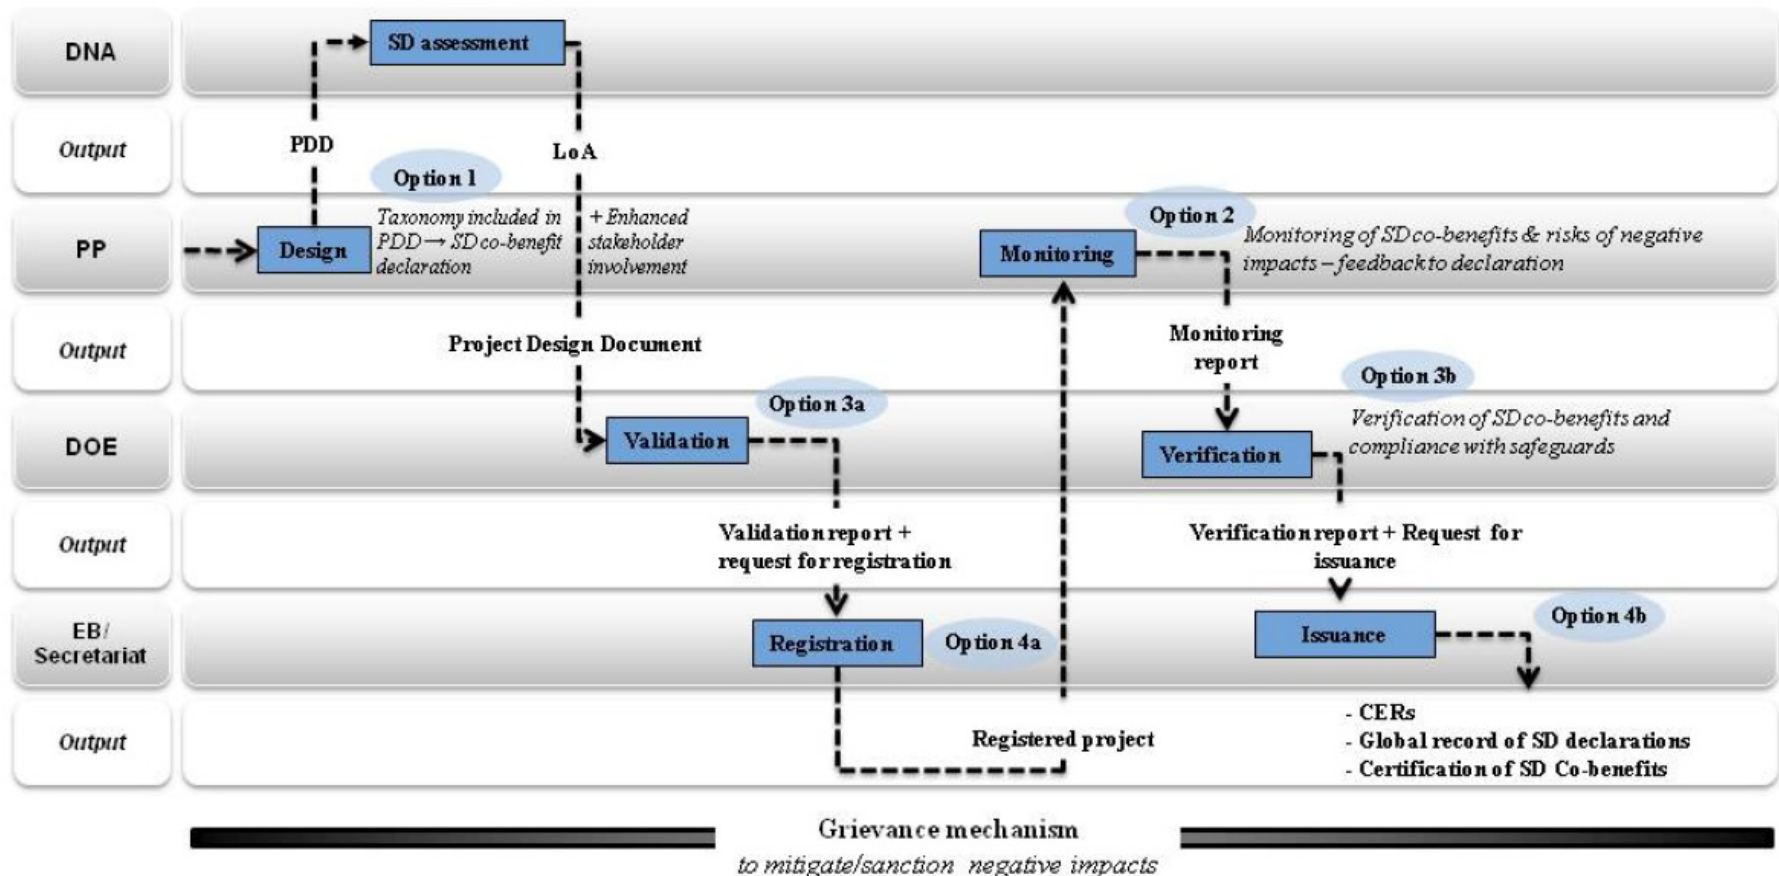 DNA
SD assessment
Output
PDD
LoA
Option 1
PP
Design
Taxonomy included in
PDD → SD co-benefit
declaration
+ Enhanced
stakeholder
involvement
Monitoring
Option 2
Monitoring of SD co-benefits & risks of negative
impacts – feedback to declaration
Output
Project Design Document
Monitoring
report
Option 3b
Option 3a
DOE
Validation
Verification
Verification of SD co-benefits and
compliance with safeguards
Output
Validation report +
request for registration
Verification report + Request for
issuance
EB/
Secretariat
Registration
Option 4a
Issuance
Option 4b
Output
Registered project
- CERs
- Global record of SD declarations
- Certification of SD Co-benefits
Grievance mechanism
to mitigate/sanction negative impacts